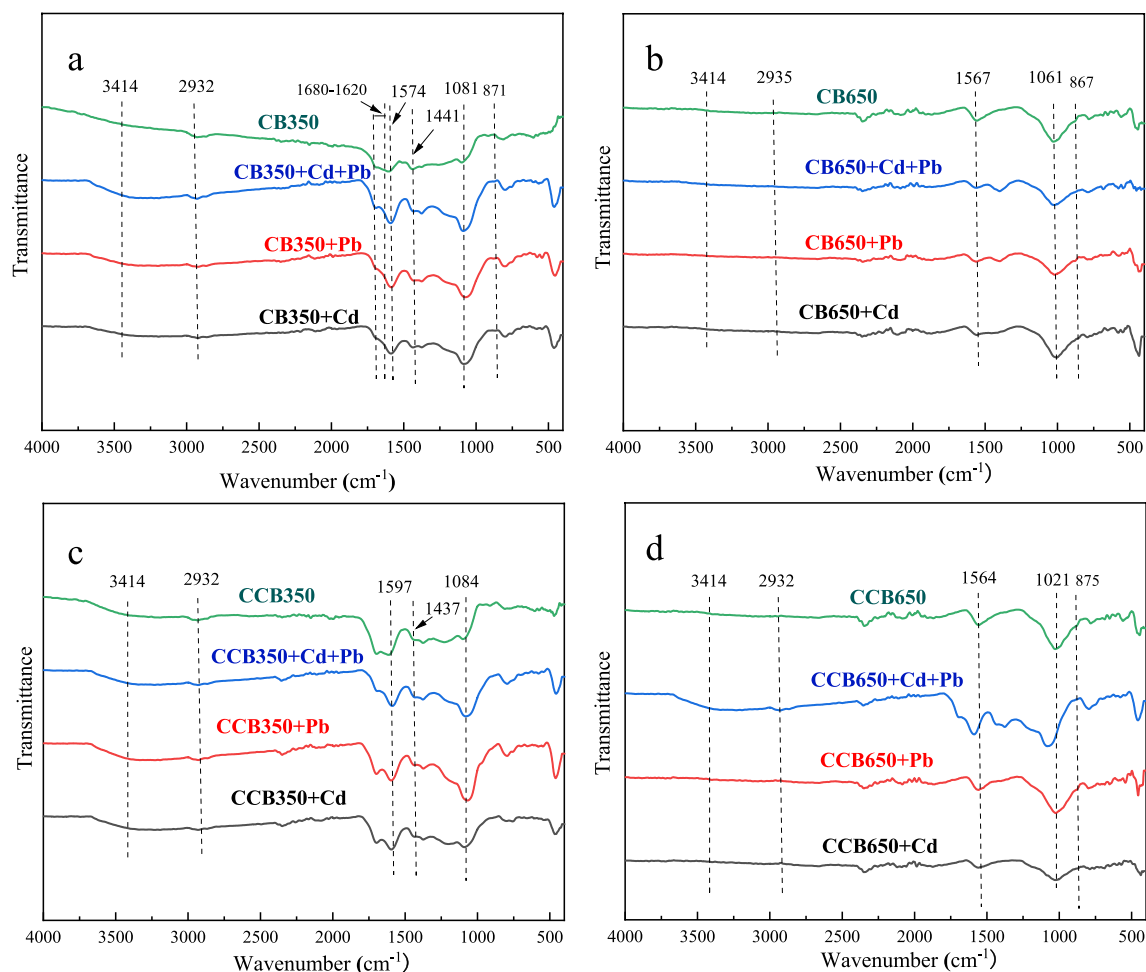 a
3414
2932
1680-1620
1574
1441
1081
871
CB350
CB350+Cd+Pb
CB350+Pb
CB350+Cd
Transmittance
4000 3500 3000 2500 2000 1500 1000 500
Wavenumber (cm⁻¹)
b
3414
2935
1567
1061
867
CB650
CB650+Cd+Pb
CB650+Pb
CB650+Cd
Transmittance
4000 3500 3000 2500 2000 1500 1000 500
Wavenumber (cm⁻¹)
c
3414
2932
1597
1437
1084
CCB350
CCB350+Cd+Pb
CCB350+Pb
CCB350+Cd
Transmittance
4000 3500 3000 2500 2000 1500 1000 500
Wavenumber (cm⁻¹)
d
3414
2932
1564
1021
875
CCB650
CCB650+Cd+Pb
CCB650+Pb
CCB650+Cd
Transmittance
4000 3500 3000 2500 2000 1500 1000 500
Wavenumber (cm⁻¹)